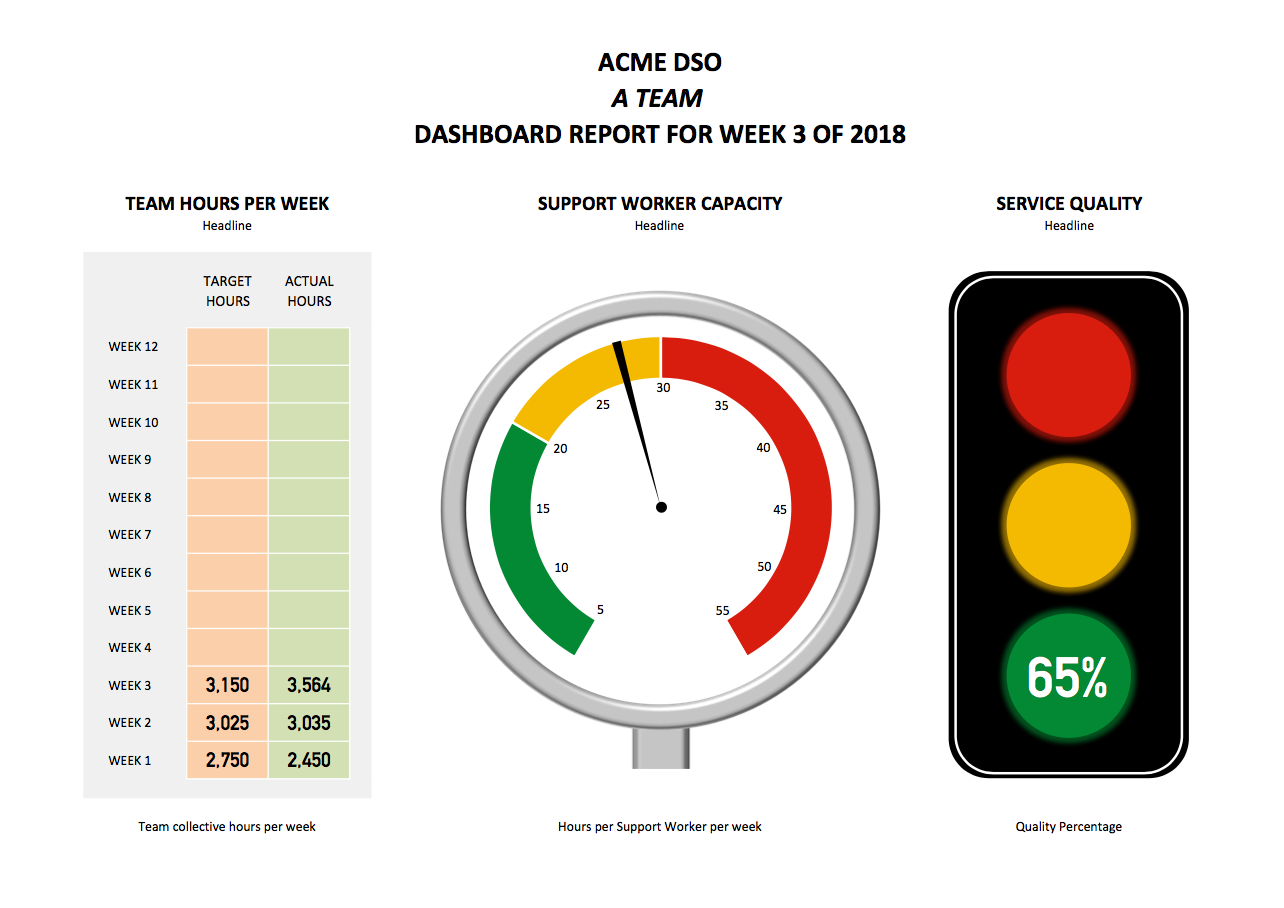 ACME DSO
A TEAM
DASHBOARD REPORT FOR WEEK 3 OF 2018
TEAM HOURS PER WEEK
Headline
TARGET HOURS
ACTUAL HOURS
WEEK 12
WEEK 11
WEEK 10
WEEK 9
WEEK 8
WEEK 7
WEEK 6
WEEK 5
WEEK 4
WEEK 3 3,150 3,564
WEEK 2 3,025 3,035
WEEK 1 2,750 2,450
Team collective hours per week
SUPPORT WORKER CAPACITY
Headline
5
10
15
20
25
30
35
40
45
50
55
Hours per Support Worker per week
SERVICE QUALITY
Headline
65%
Quality Percentage